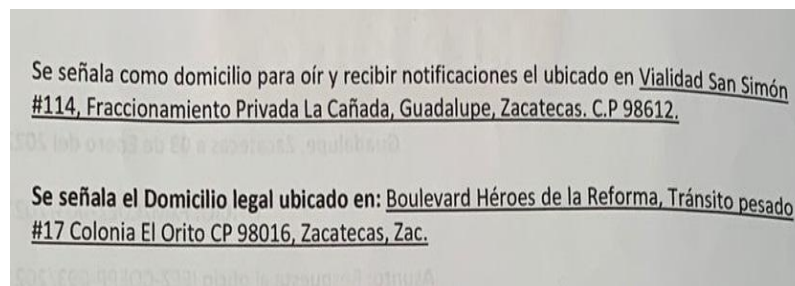 Se señala como domicilio para oír y recibir notificaciones el ubicado en Vialidad San Simón
#114, Fraccionamiento Privada La Cañada, Guadalupe, Zacatecas. C.P 98612.
Se señala el Domicilio legal ubicado en: Boulevard Héroes de la Reforma, Tránsito pesado
#17 Colonia El Orito CP 98016, Zacatecas, Zac.